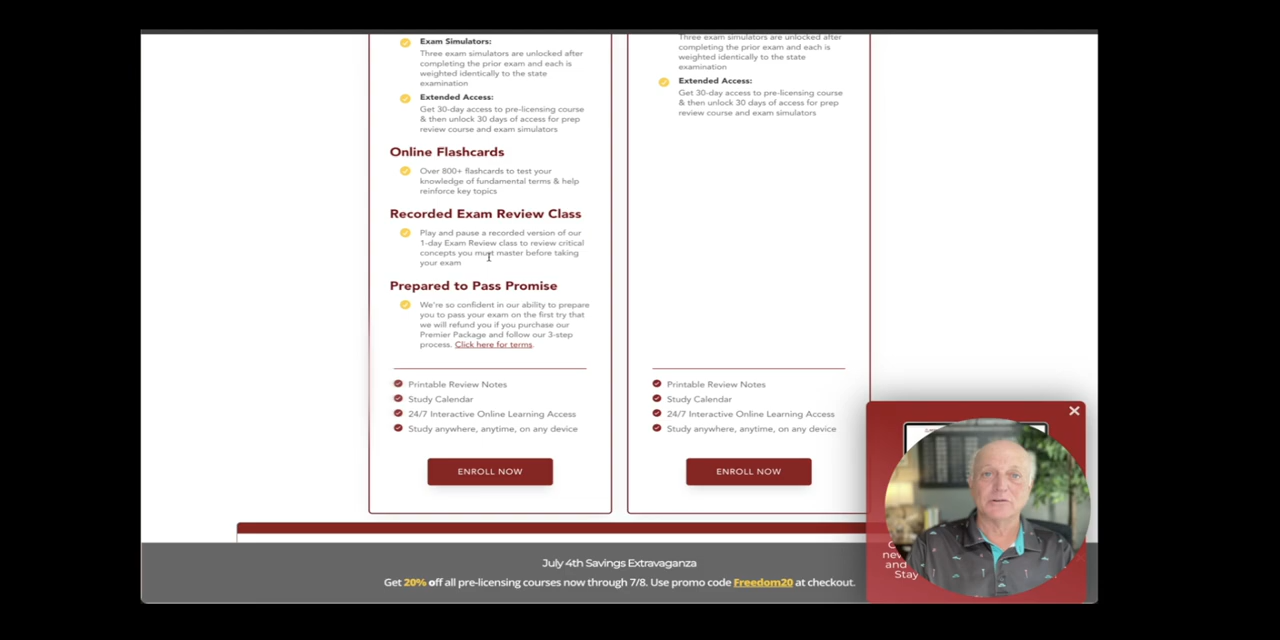 Exam Simulators:
Three exam simulators are unlocked after
completing the prior exam and each is
weighted identically to the state
examination
Extended Access:
Get 30-day access to pre-licensing course
& then unlock 30 days of access for prep
review course and exam simulators
Online Flashcards
Over 800+ flashcards to test your
knowledge of fundamental terms & help
reinforce key topics
Recorded Exam Review Class
Play and pause a recorded version of our
1-day Exam Review class to review critical
concepts you must master before taking
your exam
Prepared to Pass Promise
We're so confident in our ability to prepare
you to pass your exam on the first try that
we will refund you if you purchase our
Premier Package and follow our 3-step
process. Click here for terms.
Printable Review Notes
Study Calendar
24/7 Interactive Online Learning Access
Study anywhere, anytime, on any device
ENROLL NOW
Three exam simulators are unlocked after
completing the prior exam and each is
weighted identically to the state
examination
Extended Access:
Get 30-day access to pre-licensing course
& then unlock 30 days of access for prep
review course and exam simulators
Printable Review Notes
Study Calendar
24/7 Interactive Online Learning Access
Study anywhere, anytime, on any device
ENROLL NOW
July 4th Savings Extravaganza
Get 20% off all pre-licensing courses now through 7/8. Use promo code Freedom20 at checkout.
and
Stay